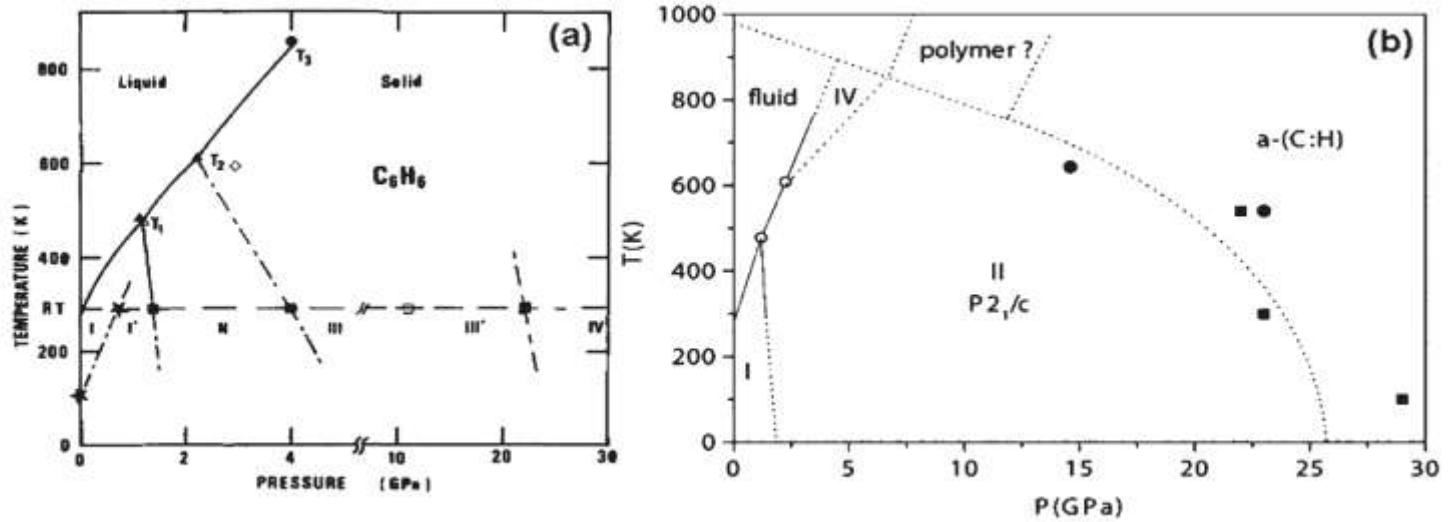 (a)
TEMPERATURE (K)
800
600
400
RT
200
0
Liquid
Solid
T3
T2
C6H6
T1
I
I'
II
III
III'
IV
0
2
4
10
20
30
PRESSURE (GPa)
(b)
T(K)
1000
800
600
400
200
0
polymer ?
fluid
IV
a-(C:H)
II
P2₁/c
I
0
5
10
15
20
25
P(GPa)